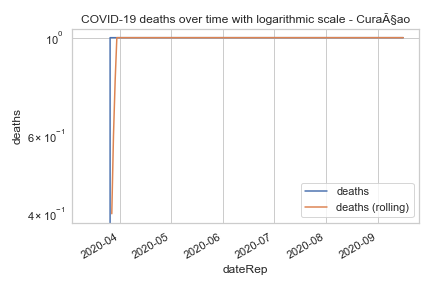 COVID-19 deaths over time with logarithmic scale - CuraÃ§ao
10⁰
6 × 10⁻¹
4 × 10⁻¹
deaths
deaths
deaths (rolling)
2020-04
2020-05
2020-06
2020-07
2020-08
2020-09
dateRep